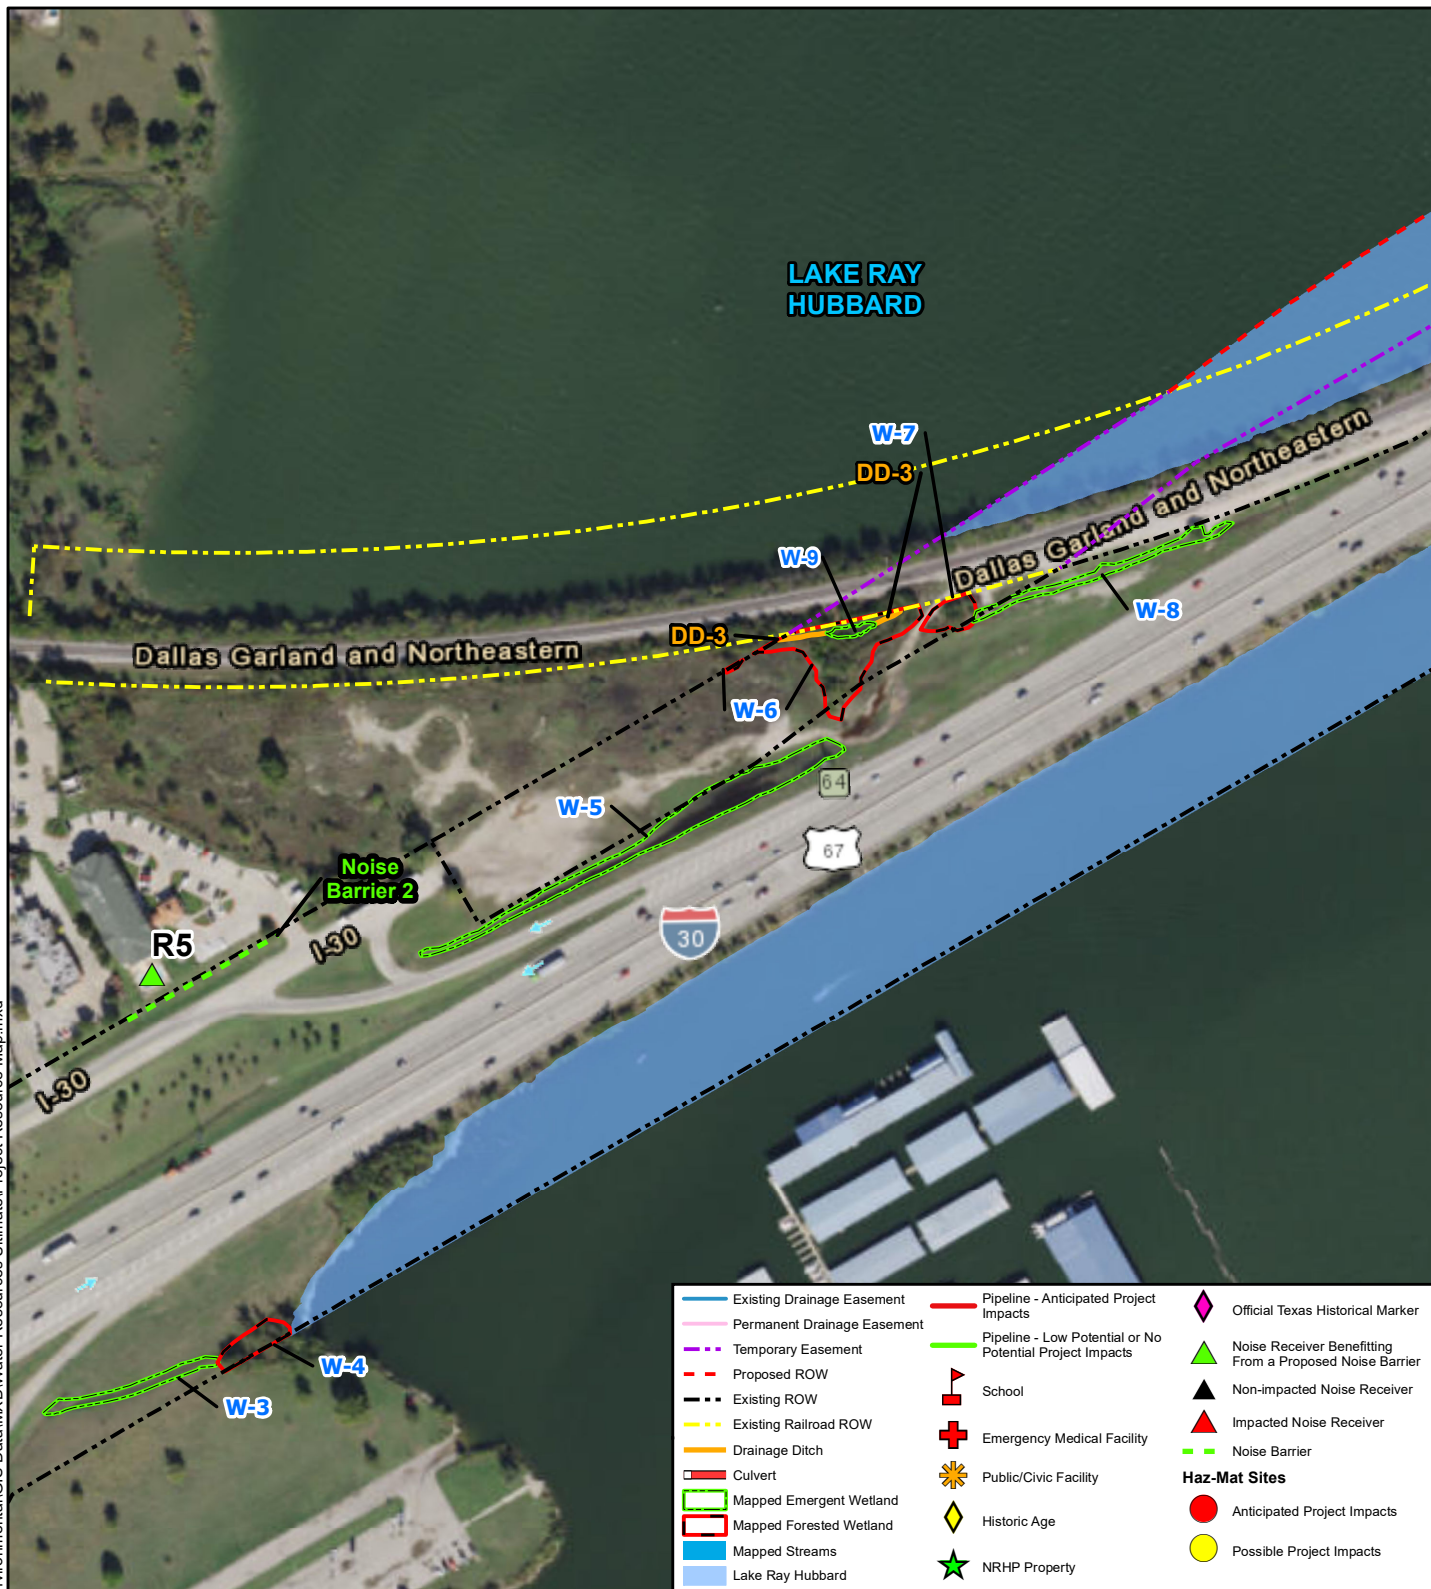 LAKE RAY
HUBBARD
W-7
DD-3
Dallas Garland and Northeastern
W-9
W-8
DD-3
Dallas Garland and Northeastern
W-6
64
W-5
67
Noise
Barrier 2
30
R5
I-30
I-30
W-4
W-3
Existing Drainage Easement
Permanent Drainage Easement
Temporary Easement
Proposed ROW
Existing ROW
Existing Railroad ROW
Drainage Ditch
Culvert
Mapped Emergent Wetland
Mapped Forested Wetland
Mapped Streams
Lake Ray Hubbard
Pipeline - Anticipated Project
Impacts
Pipeline - Low Potential or No
Potential Project Impacts
School
Emergency Medical Facility
Public/Civic Facility
Historic Age
NRHP Property
Official Texas Historical Marker
Noise Receiver Benefitting
From a Proposed Noise Barrier
Non-impacted Noise Receiver
Impacted Noise Receiver
Noise Barrier
Haz-Mat Sites
Anticipated Project Impacts
Possible Project Impacts